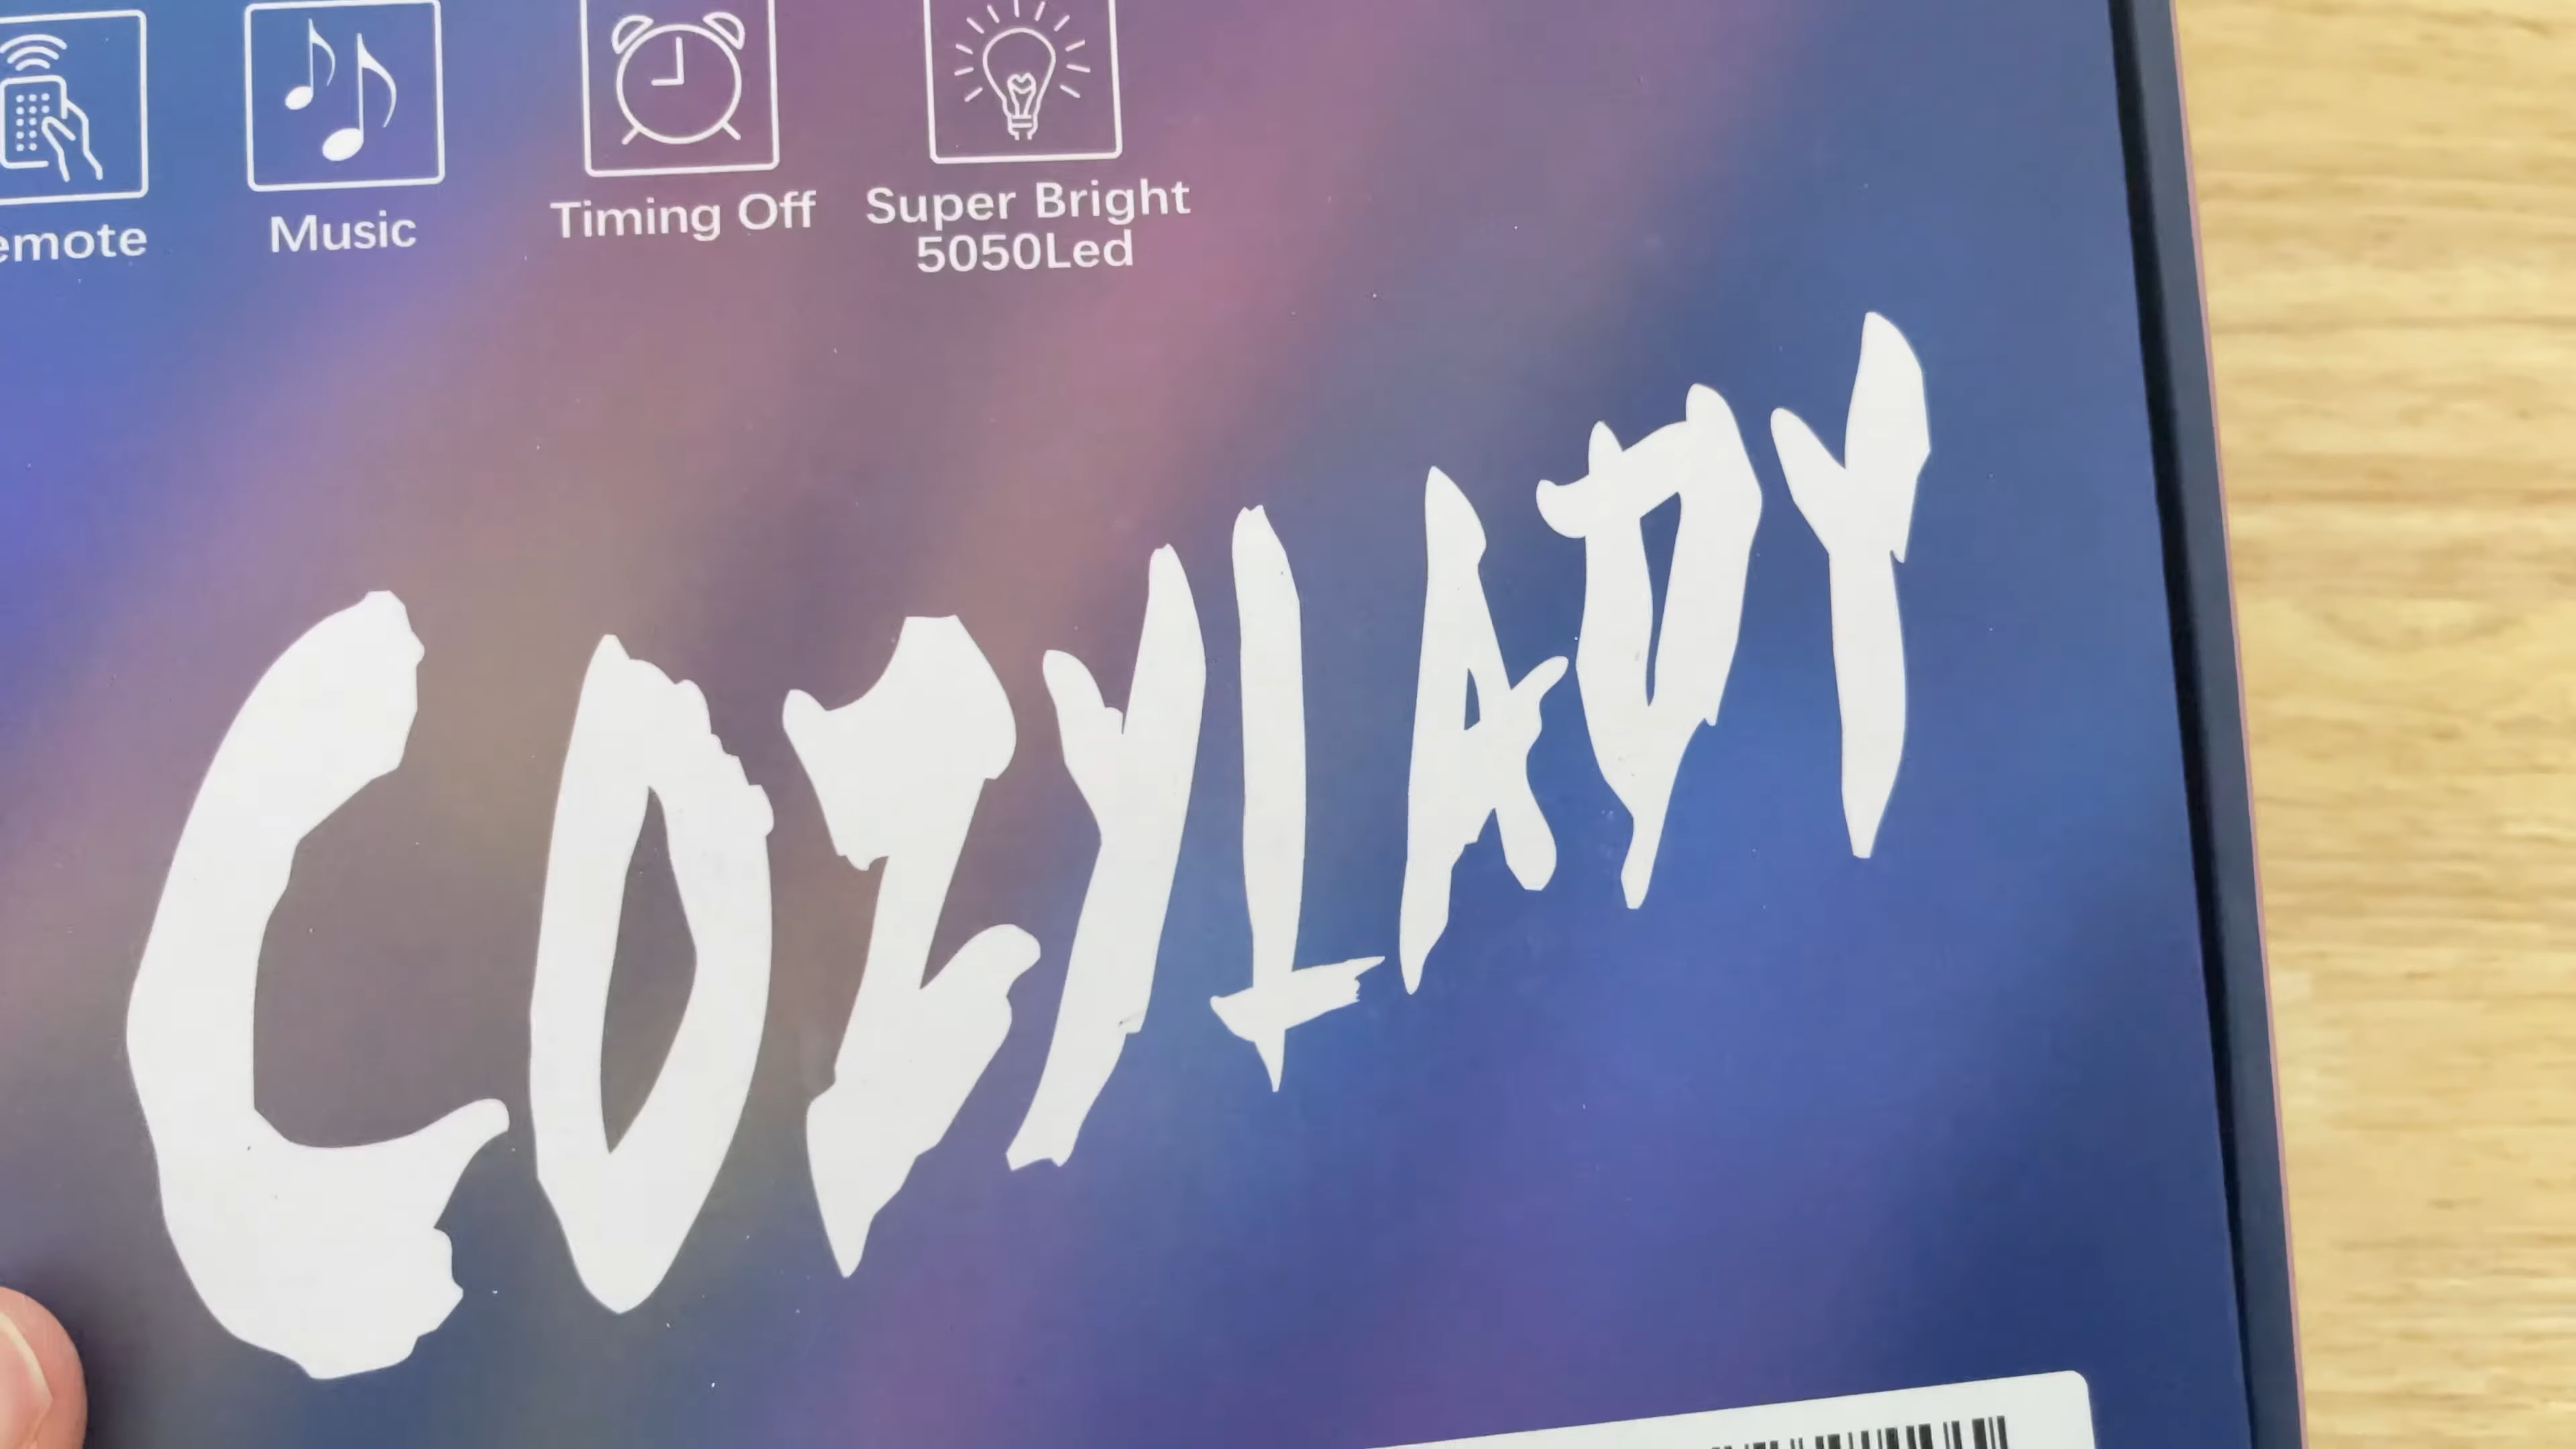 emote
Music
Timing Off
Super Bright
5050Led
COZYLADY